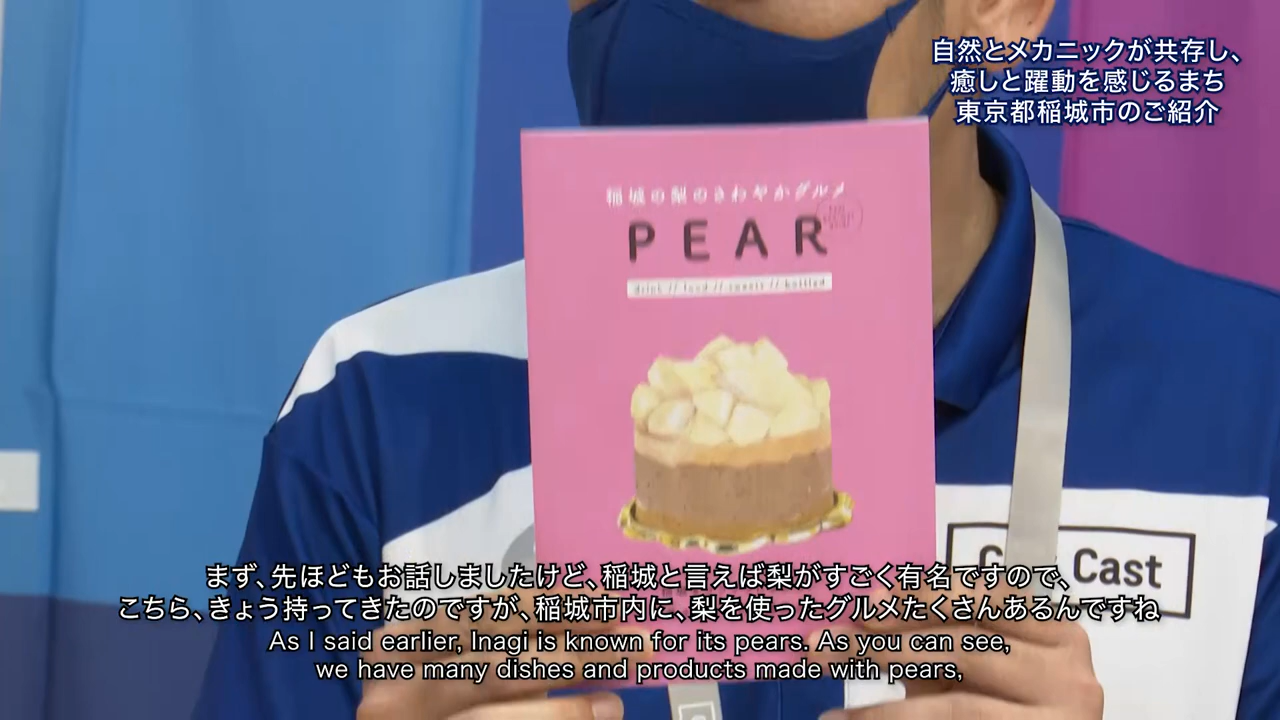 自然とメカニックが共存し、
癒しと躍動を感じるまち
東京都稲城市のご紹介
稲城の梨のさわやかグルメ
PEAR
drink // food // sweets // bottled
Cast
まず、先ほどもお話しましたけど、稲城と言えば梨がすごく有名ですので、
こちら、きょう持ってきたのですが、稲城市内に、梨を使ったグルメたくさんあるんですね
As I said earlier, Inagi is known for its pears. As you can see,
we have many dishes and products made with pears,